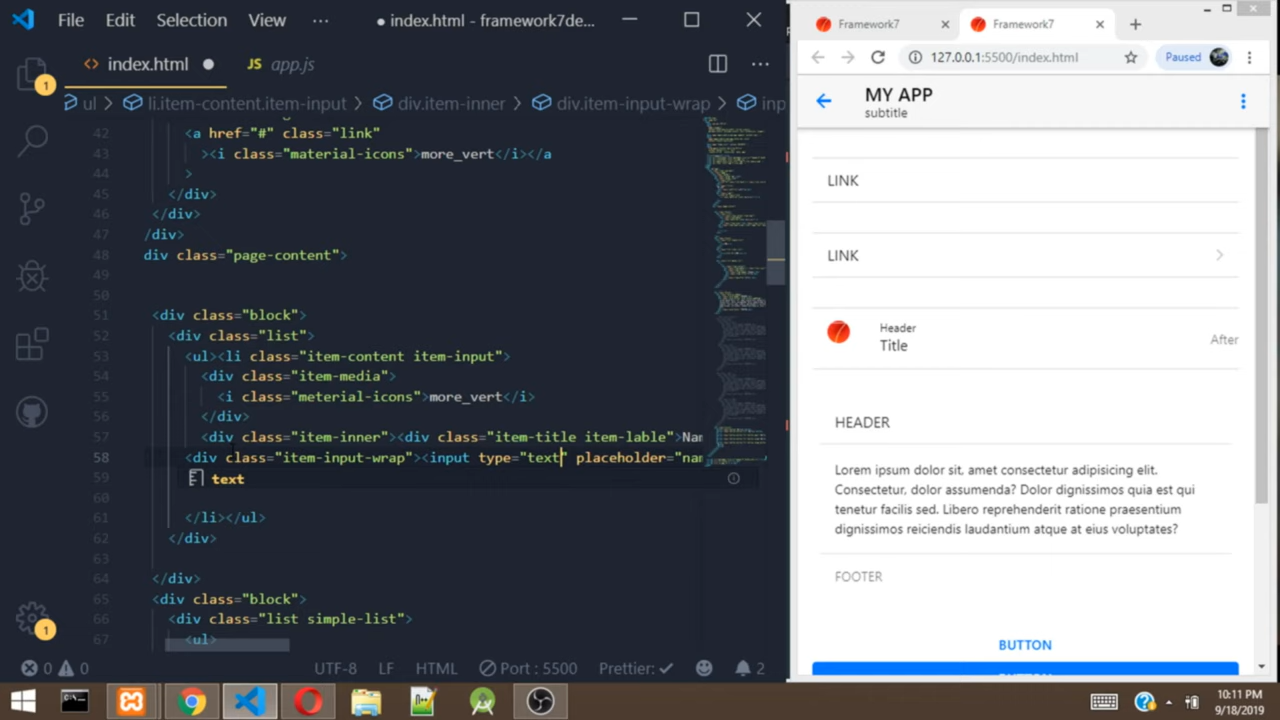 File Edit Selection View ··· ● index.html - framework7de...
<> index.html ● JS app.js ···
ul > li.item-content.item-input > div.item-inner > div.item-input-wrap > inp
42 <a href="#" class="link"
43 ><i class="material-icons">more_vert</i></a
44 >
45 </div>
46 </div>
47 /div>
48 div class="page-content">
49
50
51 <div class="block">
52 <div class="list">
53 <ul><li class="item-content item-input">
54 <div class="item-media">
55 <i class="meterial-icons">more_vert</i>
56 </div>
57 <div class="item-inner"><div class="item-title item-lable">Nam
58 <div class="item-input-wrap"><input type="text" placeholder="nam
59 text
60
61 </li></ul>
62 </div>
63
64 </div>
65 <div class="block">
66 <div class="list simple-list">
67 <ul>
1
1
0 0 UTF-8 LF HTML Port : 5500 Prettier: ✓ 2
Framework7 Framework7
127.0.0.1:5500/index.html Paused
MY APP
subtitle
LINK
LINK
Header
Title
After
HEADER
Lorem ipsum dolor sit, amet consectetur adipisicing elit.
Consectetur, dolor assumenda? Dolor dignissimos quia est qui
tenetur facilis sed. Libero reprehenderit ratione praesentium
dignissimos reiciendis laudantium atque at eius voluptates?
FOOTER
BUTTON
10:11 PM
9/18/2019